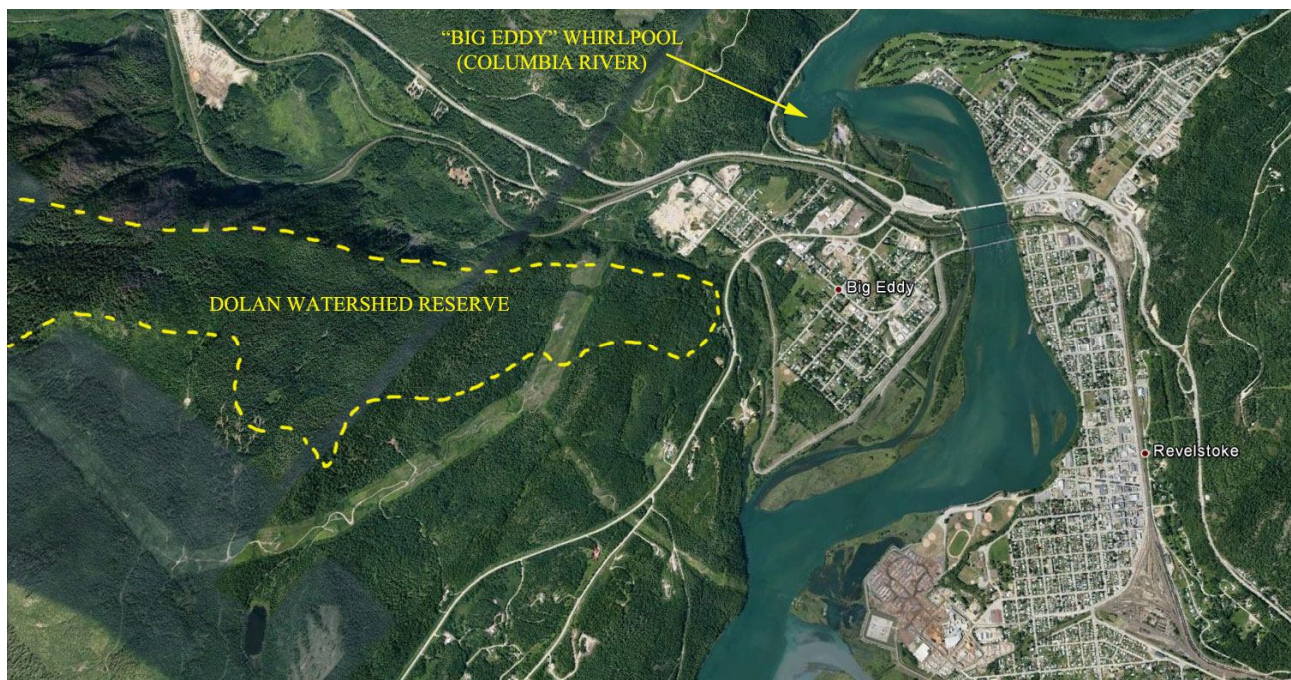 “BIG EDDY” WHIRLPOOL
(COLUMBIA RIVER)
DOLAN WATERSHED RESERVE
Big Eddy
Revelstoke